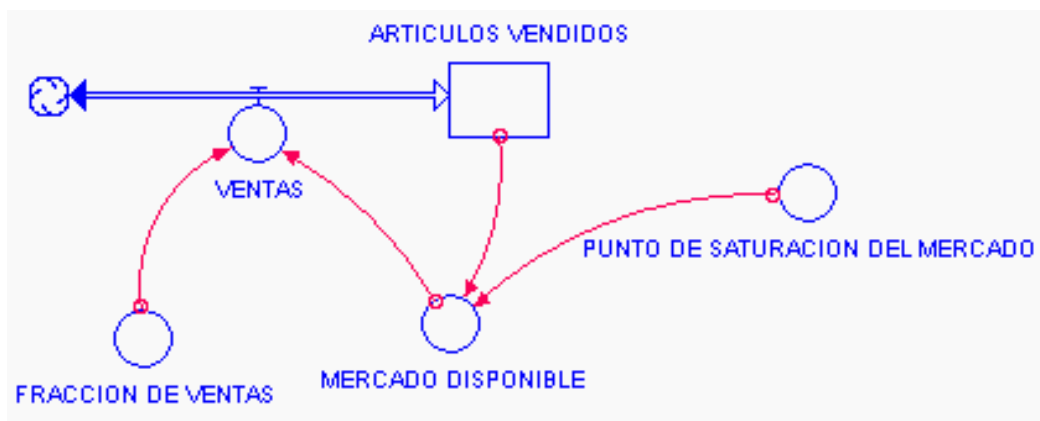 ARTICULOS VENDIDOS
VENTAS
PUNTO DE SATURACION DEL MERCADO
MERCADO DISPONIBLE
FRACCION DE VENTAS